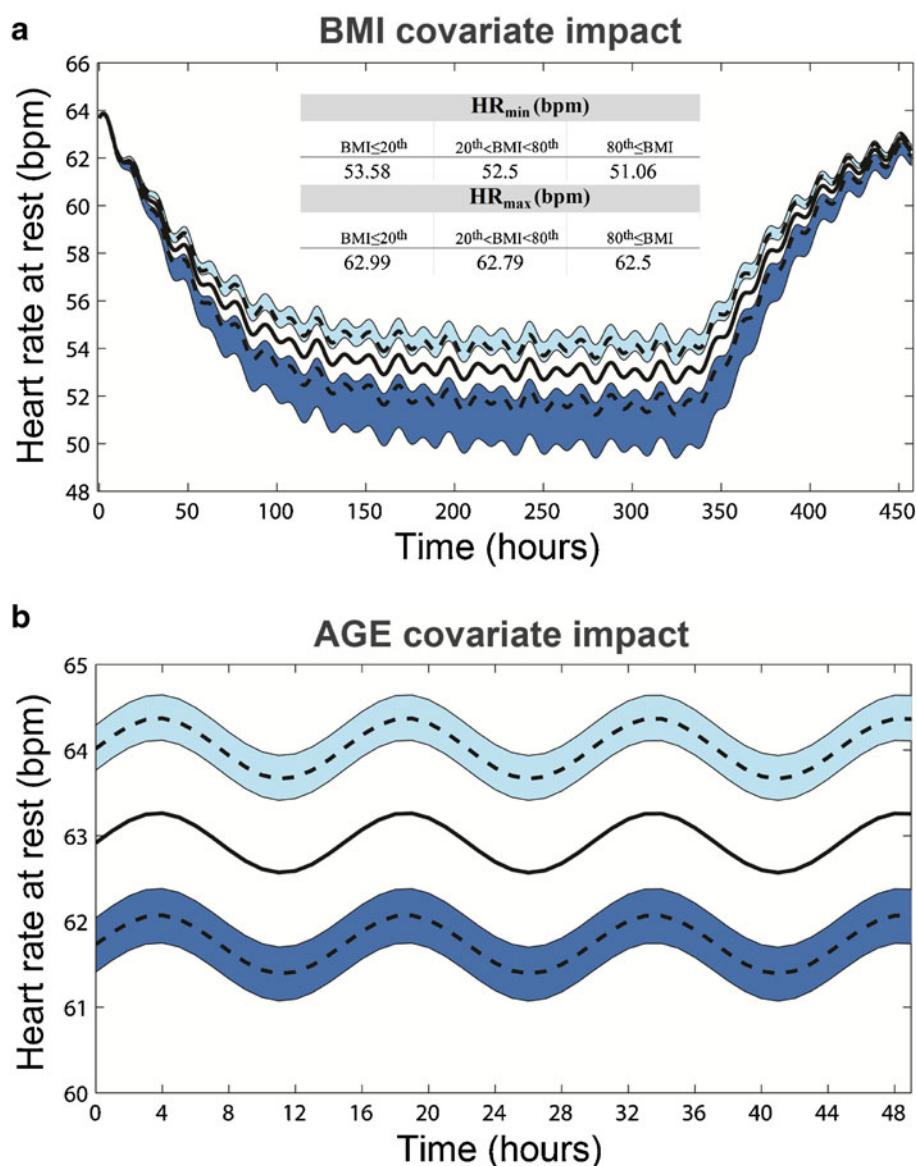 a
BMI covariate impact
66
64
62
60
58
56
54
52
50
48
Heart rate at rest (bpm)
HRmin (bpm)
BMI≤20th 20th<BMI<80th 80th≤BMI
53.58 52.5 51.06
HRmax (bpm)
BMI≤20th 20th<BMI<80th 80th≤BMI
62.99 62.79 62.5
0 50 100 150 200 250 300 350 400 450
Time (hours)
b
AGE covariate impact
65
64
63
62
61
60
Heart rate at rest (bpm)
0 4 8 12 16 20 24 28 32 36 40 44 48
Time (hours)